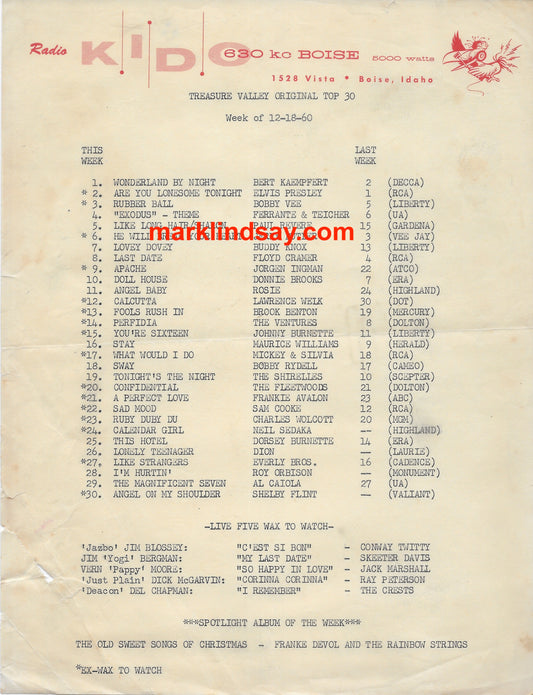 Radio K.I.D.O 630 kc BOISE 5000 watts
1528 Vista * Boise, Idaho
TREASURE VALLEY ORIGINAL TOP 30
Week of 12-18-60
THIS WEEK LAST WEEK
1. WONDERLAND BY NIGHT BERT KAEMPFERT 2 (DECCA)
*2. ARE YOU LONESOME TONIGHT ELVIS PRESLEY 1 (RCA)
*3. RUBBER BALL BOBBY VEE 5 (LIBERTY)
4. "EXODUS" - THEME FERRANTE & TEICHER 6 (UA)
5. LIKE LONG HAIR/SHARON PAUL REVERE 15 (GARDENA)
marklindsay.com
*6. HE WILL 3 (VEE JAY)
7. LOVEY DOVEY BUDDY KNOX 13 (LIBERTY)
8. LAST DATE FLOYD CRAMER 4 (RCA)
*9. APACHE JORGEN INGMAN 22 (ATCO)
10. DOLL HOUSE DONNIE BROOKS 7 (ERA)
11. ANGEL BABY ROSIE 24 (HIGHLAND)
*12. CALCUTTA LAWRENCE WELK 30 (DOT)
*13. FOOLS RUSH IN BROOK BENTON 19 (MERCURY)
*14. PERFIDIA THE VENTURES 8 (DOLTON)
*15. YOU'RE SIXTEEN JOHNNY BURNETTE 11 (LIBERTY)
16. STAY MAURICE WILLIAMS 9 (HERALD)
*17. WHAT WOULD I DO MICKEY & SILVIA 18 (RCA)
18. SWAY BOBBY RYDELL 17 (CAMEO)
19. TONIGHT'S THE NIGHT THE SHIRELLES 10 (SCEPTER)
*20. CONFIDENTIAL THE FLEETWOODS 21 (DOLTON)
*21. A PERFECT LOVE FRANKIE AVALON 23 (ABC)
*22. SAD MOOD SAM COOKE 12 (RCA)
*23. RUBY DUBY DU CHARLES WOLCOTT 20 (MGM)
*24. CALENDAR GIRL NEIL SEDAKA -- (HIGHLAND)
25. THIS HOTEL DORSEY BURNETTE 14 (ERA)
26. LONELY TEENAGER DION -- (LAURIE)
*27. LIKE STRANGERS EVERLY BROS. 16 (CADENCE)
28. I'M HURTIN' ROY ORBISON -- (MONUMENT)
29. THE MAGNIFICENT SEVEN AL CAIOLA 27 (UA)
*30. ANGEL ON MY SHOULDER SHELBY FLINT -- (VALIANT)
-LIVE FIVE WAX TO WATCH-
'Jazbo' JIM BLOSSEY: "C'EST SI BON" - CONWAY TWITTY
JIM 'Yogi' BERGMAN: "MY LAST DATE" - SKEETER DAVIS
VERN 'Pappy' MOORE: "SO HAPPY IN LOVE" - JACK MARSHALL
'Just Plain' DICK McGARVIN: "CORINNA CORINNA" - RAY PETERSON
'Deacon' DEL CHAPMAN: "I REMEMBER" - THE CRESTS
***SPOTLIGHT ALBUM OF THE WEEK***
THE OLD SWEET SONGS OF CHRISTMAS - FRANKE DEVOL AND THE RAINBOW STRINGS
*EX-WAX TO WATCH